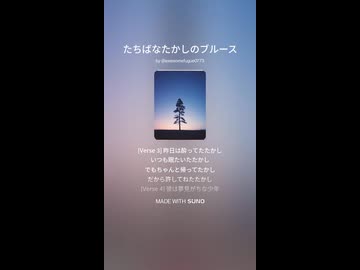 たちばなたかしのブルース
[Verse 3] 昨日は酔ってたたかし
いつも眠たいたたかし
でもちゃんと帰ってたかし
だから許してねたたかし
[Verse 4] 彼は夢見がちな少年
MADE WITH SUNO